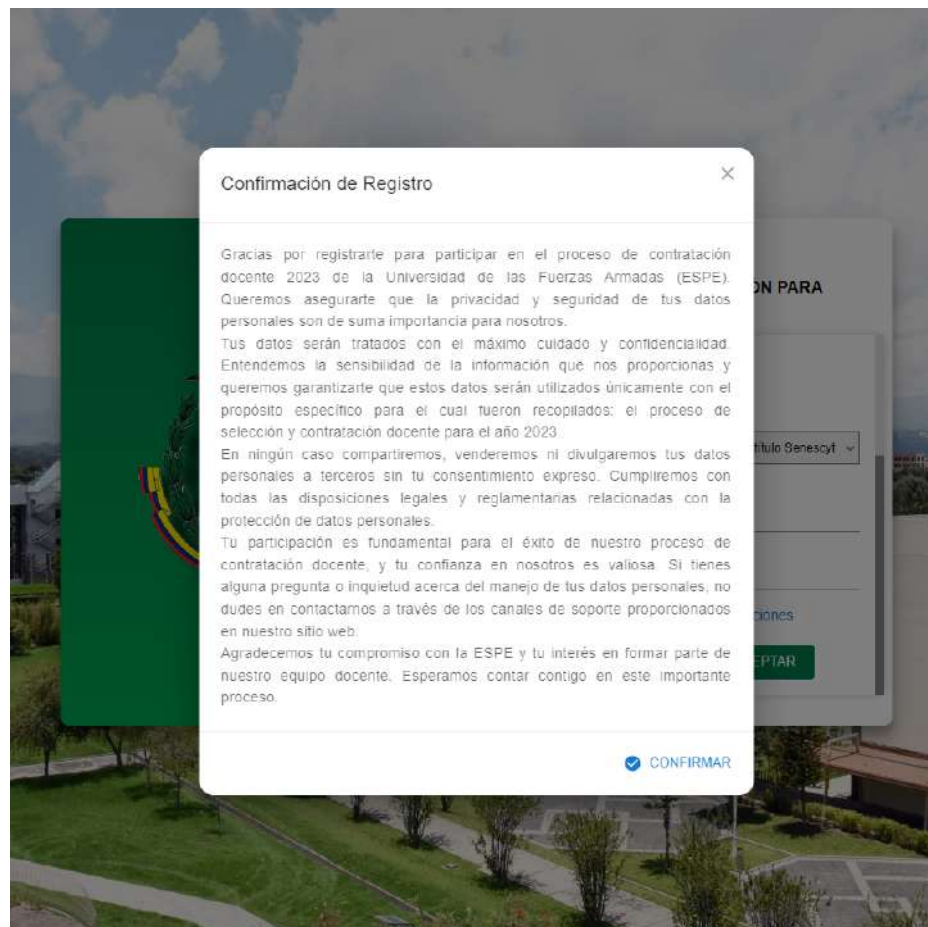 Confirmación de Registro
Gracias por registrarte para participar en el proceso de contratación
docente 2023 de la Universidad de las Fuerzas Armadas (ESPE).
Queremos asegurarte que la privacidad y seguridad de tus datos
personales son de suma importancia para nosotros.
Tus datos serán tratados con el máximo cuidado y confidencialidad.
Entendemos la sensibilidad de la información que nos proporcionas y
queremos garantizarte que estos datos serán utilizados únicamente con el
propósito específico para el cual fueron recopilados: el proceso de
selección y contratación docente para el año 2023.
En ningún caso compartiremos, venderemos ni divulgaremos tus datos
personales a terceros sin tu consentimiento expreso. Cumpliremos con
todas las disposiciones legales y reglamentarias relacionadas con la
protección de datos personales.
Tu participación es fundamental para el éxito de nuestro proceso de
contratación docente, y tu confianza en nosotros es valiosa. Si tienes
alguna pregunta o inquietud acerca del manejo de tus datos personales, no
dudes en contactarnos a través de los canales de soporte proporcionados
en nuestro sitio web.
Agradecemos tu compromiso con la ESPE y tu interés en formar parte de
nuestro equipo docente. Esperamos contar contigo en este importante
proceso.
CONFIRMAR
ON PARA
título Senescyt
ciones
EPTAR